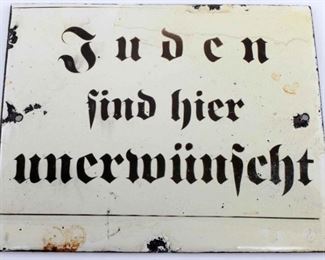 Juden
sind hier
unerwünscht